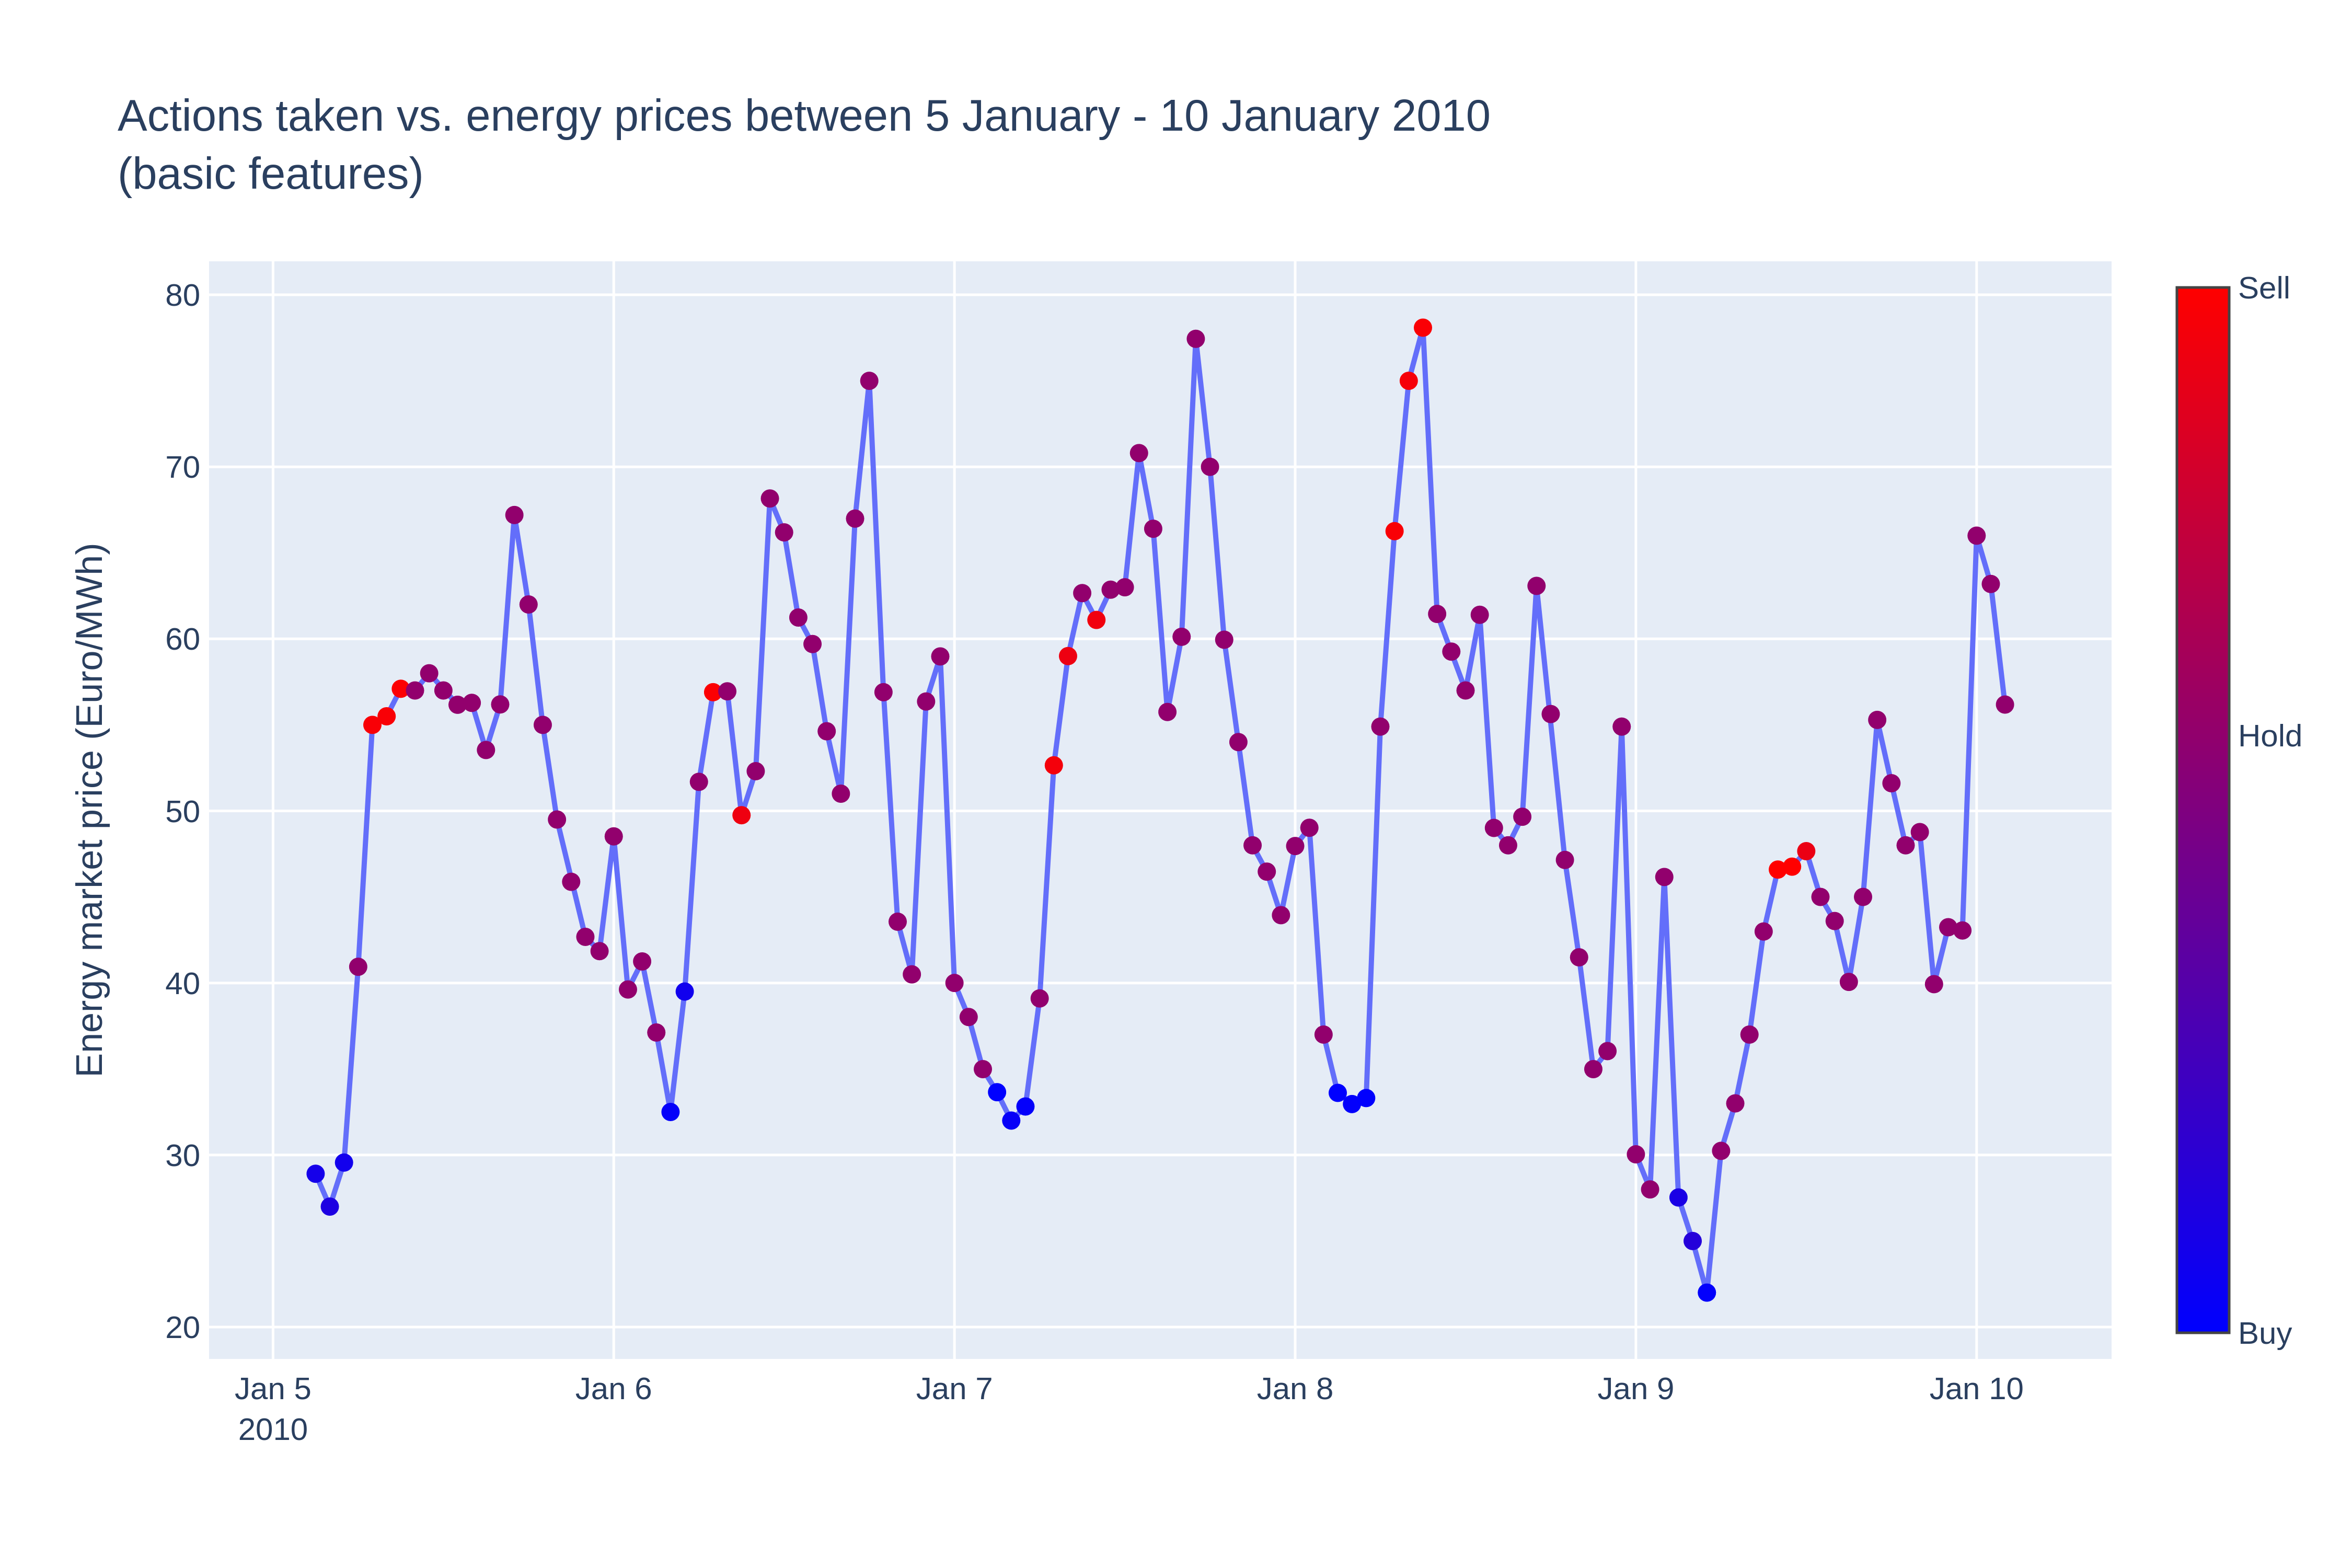 Actions taken vs. energy prices between 5 January - 10 January 2010
(basic features)
Energy market price (Euro/MWh)
80
70
60
50
40
30
20
Jan 5
2010
Jan 6
Jan 7
Jan 8
Jan 9
Jan 10
Sell
Hold
Buy